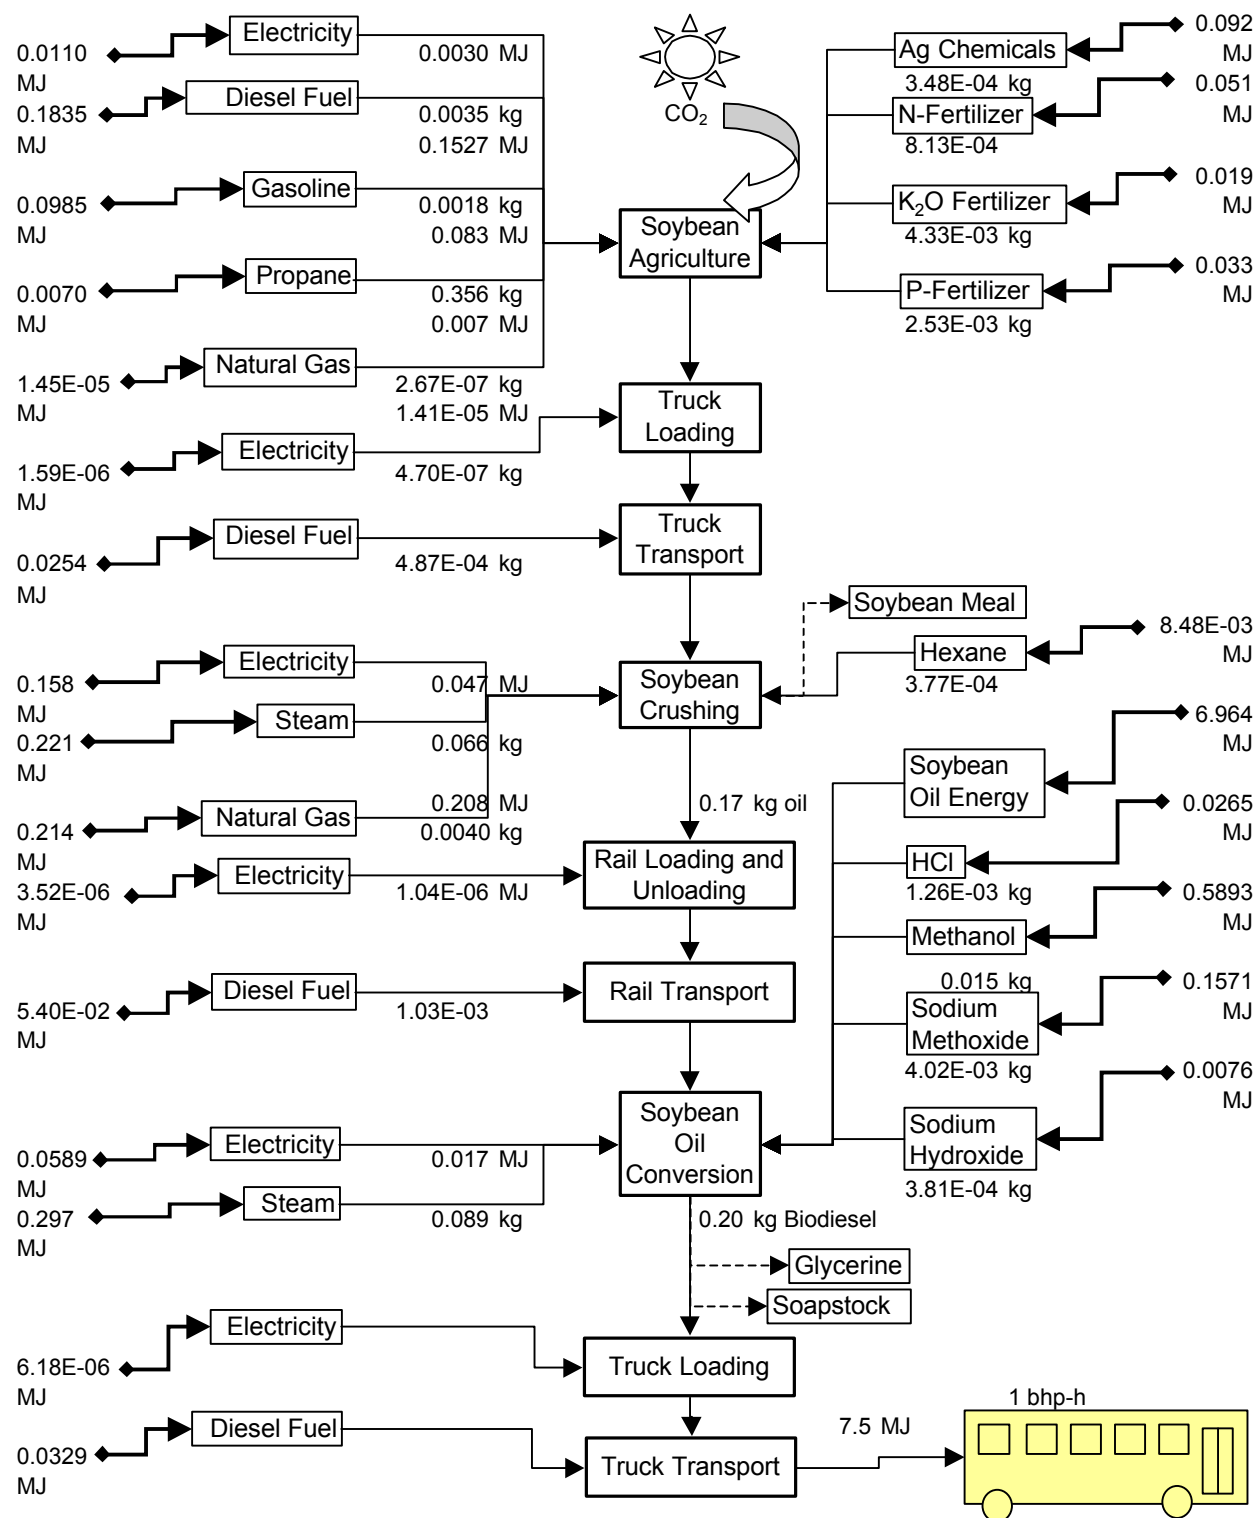 Electricity
0.0110
MJ
0.0030 MJ
Diesel Fuel
0.1835
MJ
0.0035 kg
0.1527 MJ
Gasoline
0.0985
MJ
0.0018 kg
0.083 MJ
Propane
0.0070
MJ
0.356 kg
0.007 MJ
Natural Gas
1.45E-05
MJ
2.67E-07 kg
1.41E-05 MJ
CO2
Soybean
Agriculture
Ag Chemicals
0.092
MJ
3.48E-04 kg
N-Fertilizer
0.051
MJ
8.13E-04
K2O Fertilizer
0.019
MJ
4.33E-03 kg
P-Fertilizer
0.033
MJ
2.53E-03 kg
Electricity
1.59E-06
MJ
4.70E-07 kg
Truck
Loading
Diesel Fuel
0.0254
MJ
4.87E-04 kg
Truck
Transport
Soybean Meal
Hexane
8.48E-03
MJ
3.77E-04
Electricity
0.158
MJ
0.047 MJ
Steam
0.221
MJ
0.066 kg
Natural Gas
0.214
MJ
0.208 MJ
0.0040 kg
Soybean
Crushing
0.17 kg oil
Electricity
3.52E-06
MJ
1.04E-06 MJ
Rail Loading and
Unloading
Diesel Fuel
5.40E-02
MJ
1.03E-03
Rail Transport
Soybean
Oil Energy
6.964
MJ
HCl
0.0265
MJ
1.26E-03 kg
Methanol
0.5893
MJ
0.015 kg
Sodium
Methoxide
0.1571
MJ
4.02E-03 kg
Sodium
Hydroxide
0.0076
MJ
3.81E-04 kg
Electricity
0.0589
MJ
0.017 MJ
Steam
0.297
MJ
0.089 kg
Soybean
Oil
Conversion
0.20 kg Biodiesel
Glycerine
Soapstock
Electricity
6.18E-06
MJ
Truck Loading
Diesel Fuel
0.0329
MJ
Truck Transport
7.5 MJ
1 bhp-h